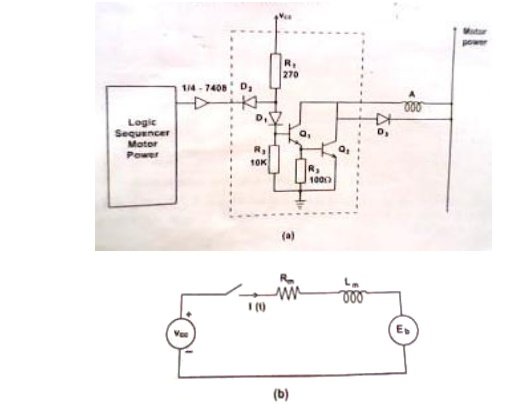 Vcc
Motor
power
R1
270
1/4 - 7408
D2
A
Logic
Sequencer
Motor
Power
D1
Q1
D3
R3
10K
Q2
R3
100Ω
(a)
Rm
Lm
I (t)
+
Vcc
−
Eb
(b)